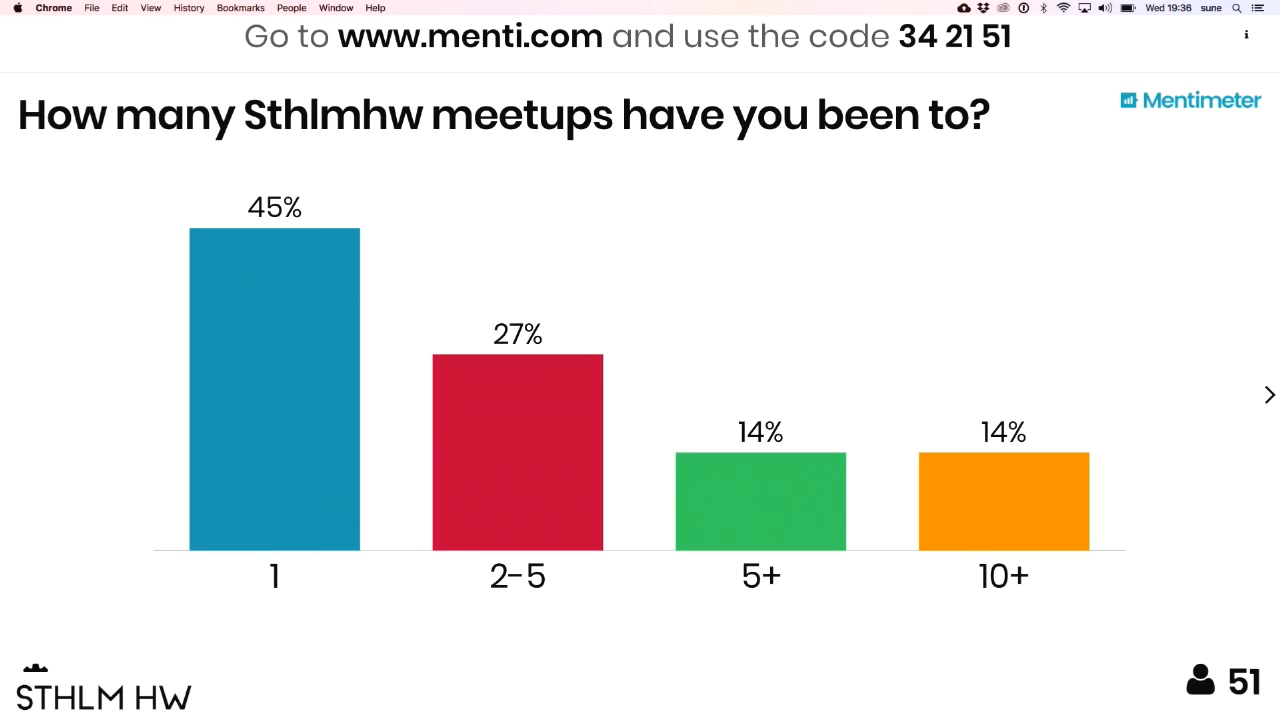 Chrome File Edit View History Bookmarks People Window Help Wed 19:36 sune
Go to www.menti.com and use the code 34 21 51
How many Sthlmhw meetups have you been to?
Mentimeter
45%
27%
14%
14%
1
2-5
5+
10+
STHLM HW
51